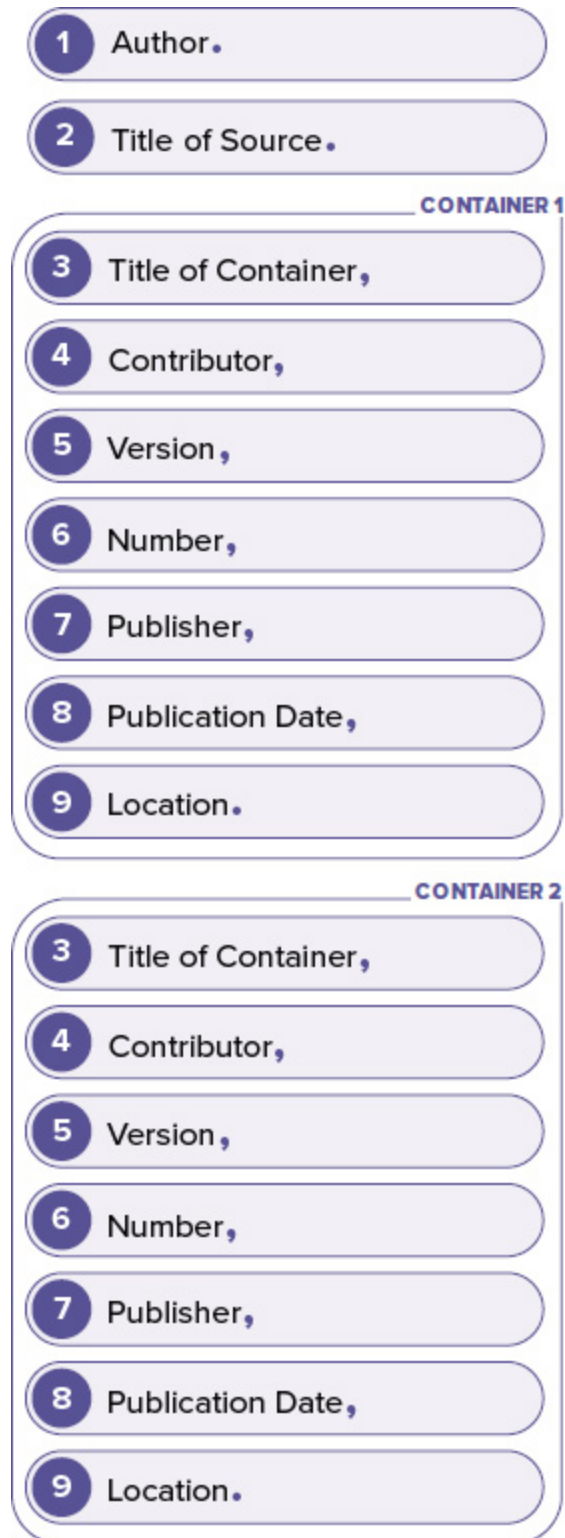 1 Author.
2 Title of Source.
CONTAINER 1
3 Title of Container,
4 Contributor,
5 Version,
6 Number,
7 Publisher,
8 Publication Date,
9 Location.
CONTAINER 2
3 Title of Container,
4 Contributor,
5 Version,
6 Number,
7 Publisher,
8 Publication Date,
9 Location.